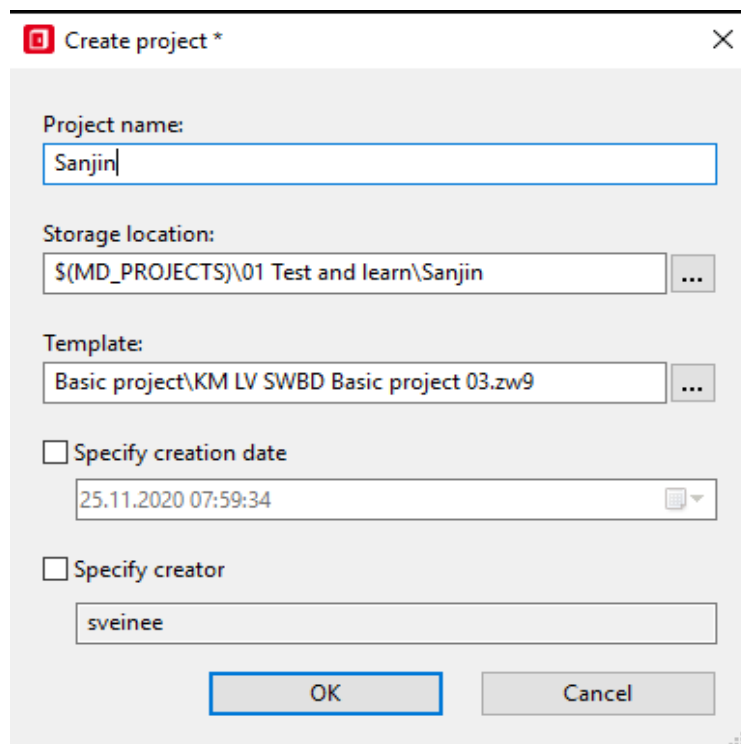 Create project *
Project name:
Sanjin
Storage location:
$(MD_PROJECTS)\01 Test and learn\Sanjin
...
Template:
Basic project\KM LV SWBD Basic project 03.zw9
...
Specify creation date
25.11.2020 07:59:34
Specify creator
sveinee
OK
Cancel